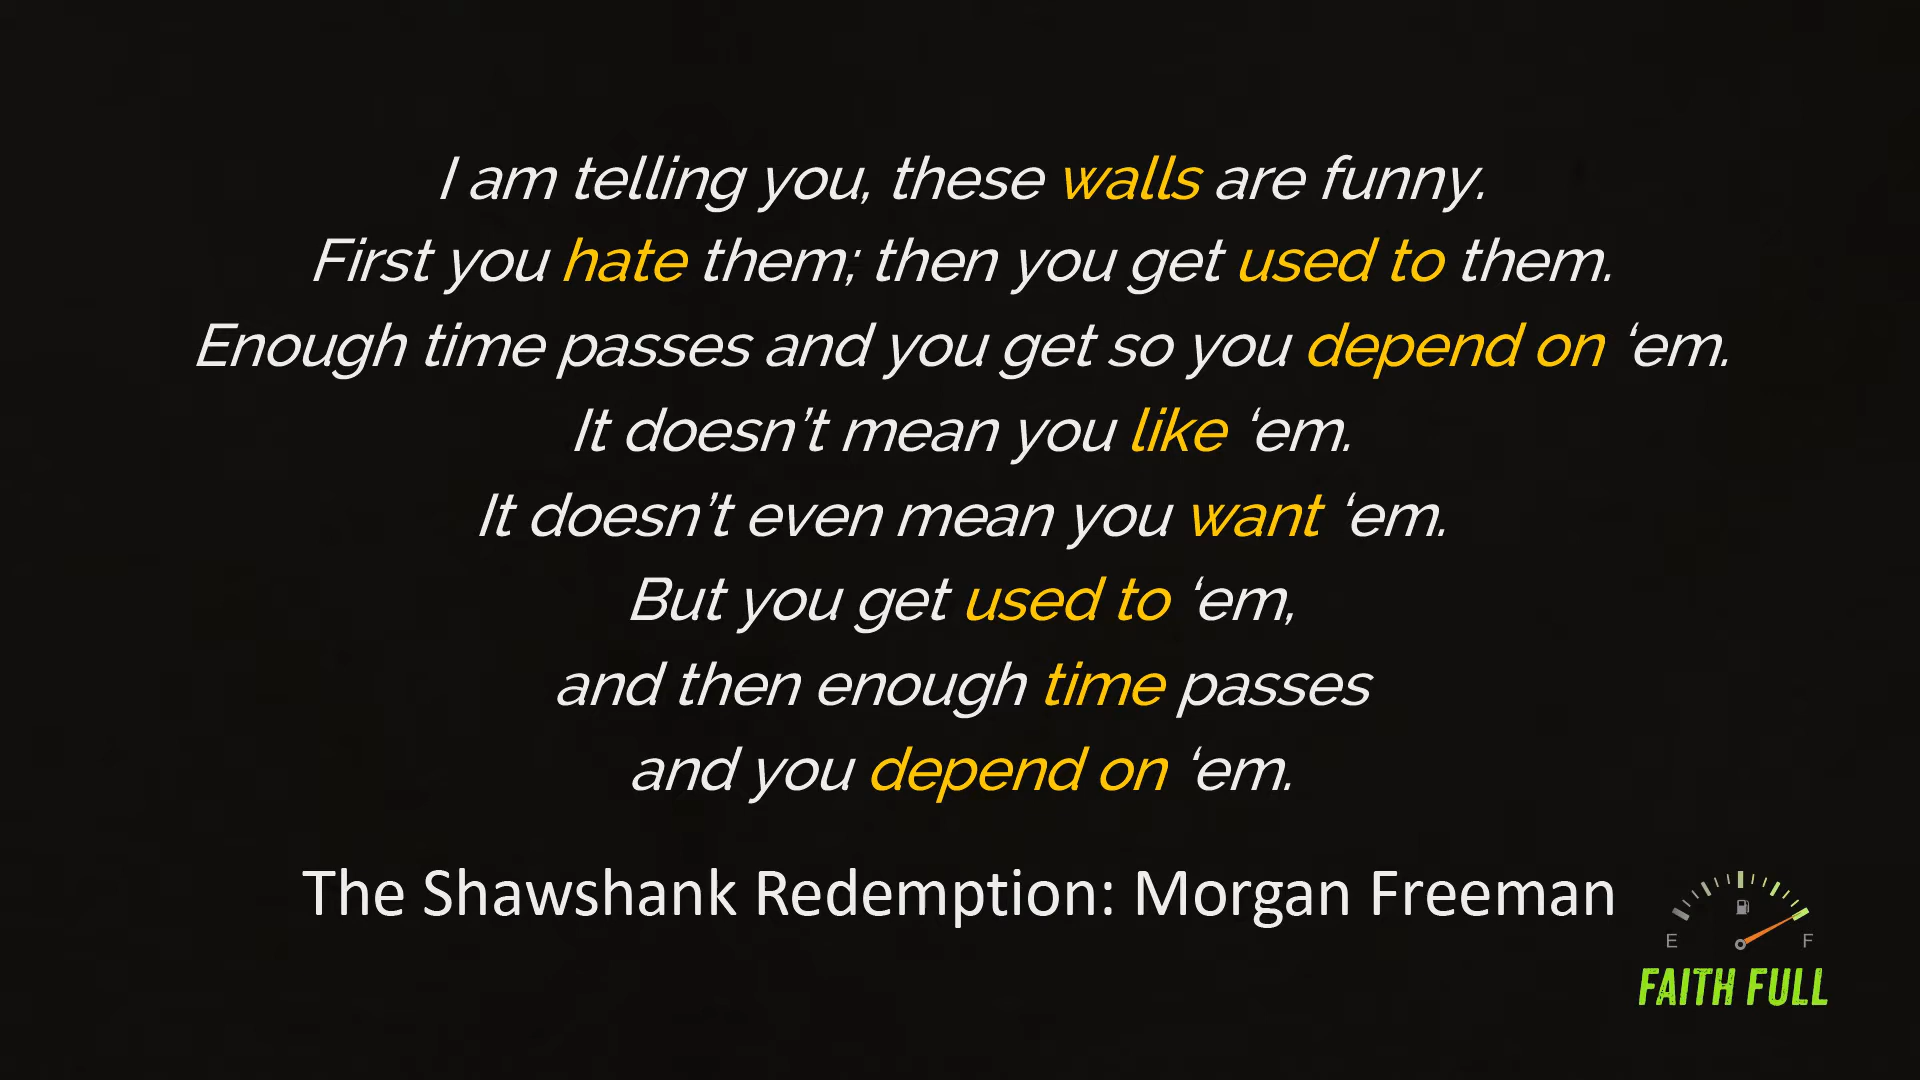 I am telling you, these walls are funny.
First you hate them; then you get used to them.
Enough time passes and you get so you depend on ‘em.
It doesn’t mean you like ‘em.
It doesn’t even mean you want ‘em.
But you get used to ‘em,
and then enough time passes
and you depend on ‘em.
The Shawshank Redemption: Morgan Freeman
E F
FAITH FULL